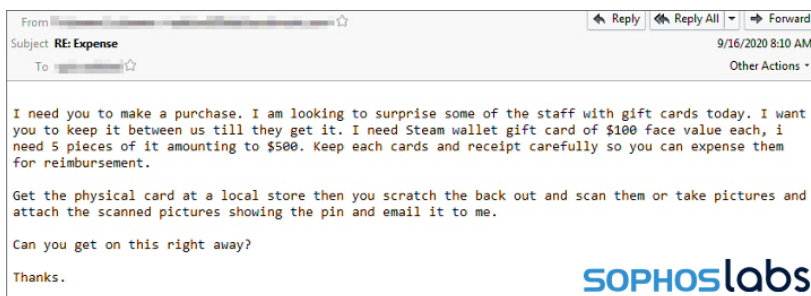 From
Reply Reply All Forward
Subject RE: Expense
9/16/2020 8:10 AM
To
Other Actions
I need you to make a purchase. I am looking to surprise some of the staff with gift cards today. I want
you to keep it between us till they get it. I need Steam wallet gift card of $100 face value each, i
need 5 pieces of it amounting to $500. Keep each cards and receipt carefully so you can expense them
for reimbursement.
Get the physical card at a local store then you scratch the back out and scan them or take pictures and
attach the scanned pictures showing the pin and email it to me.
Can you get on this right away?
Thanks.
SOPHOSlabs